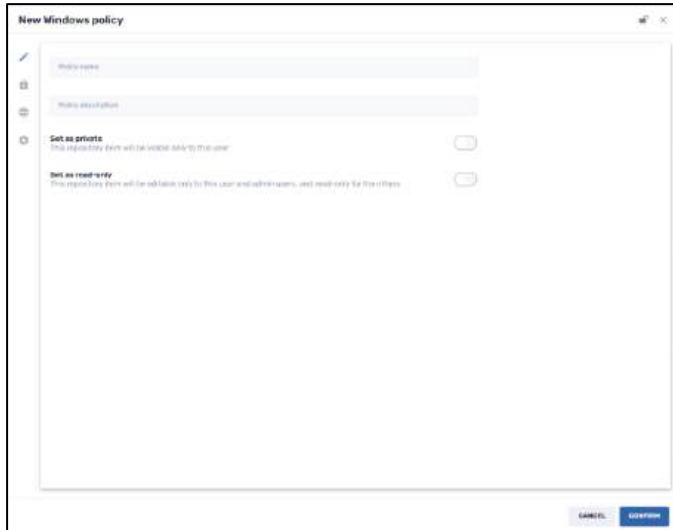 New Windows policy
Policy name
Policy description
Set as private
This repository item will be visible only to this user
Set as read-only
This repository item will be editable only to this user and admin users, and read-only for the others
CANCEL
CONFIRM